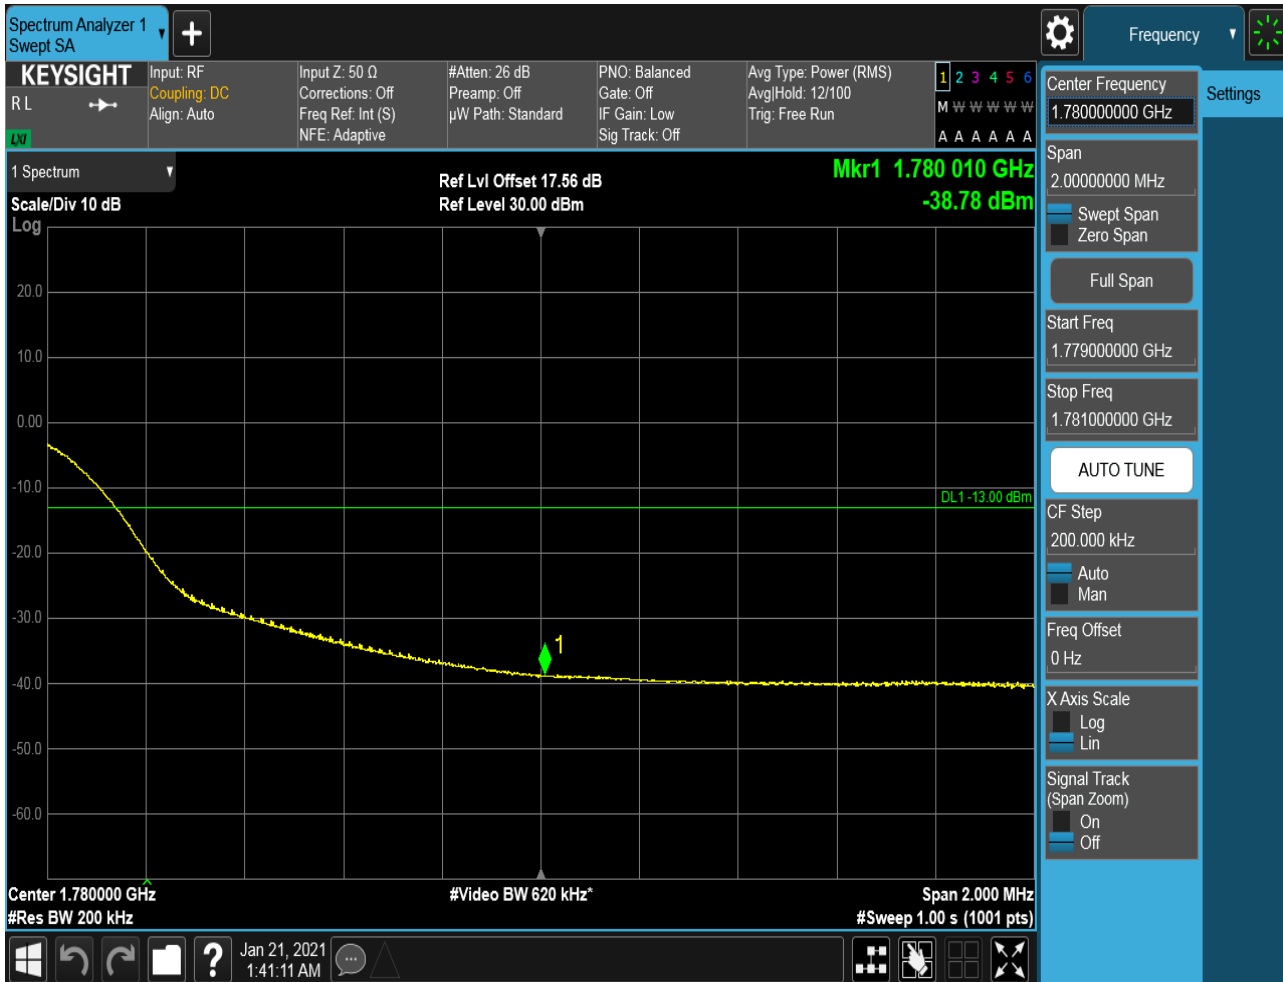 Spectrum Analyzer 1
Swept SA
Frequency
KEYSIGHT
R L
LXI
Input: RF
Coupling: DC
Align: Auto
Input Z: 50 Ω
Corrections: Off
Freq Ref: Int (S)
NFE: Adaptive
#Atten: 26 dB
Preamp: Off
µW Path: Standard
PNO: Balanced
Gate: Off
IF Gain: Low
Sig Track: Off
Avg Type: Power (RMS)
Avg|Hold: 12/100
Trig: Free Run
1 2 3 4 5 6
M W W W W W
A A A A A A
1 Spectrum
Scale/Div 10 dB
Log
Ref Lvl Offset 17.56 dB
Ref Level 30.00 dBm
Mkr1 1.780 010 GHz
-38.78 dBm
20.0
10.0
0.00
-10.0
DL1 -13.00 dBm
-20.0
-30.0
1
-40.0
-50.0
-60.0
Center 1.780000 GHz
#Res BW 200 kHz
#Video BW 620 kHz*
Span 2.000 MHz
#Sweep 1.00 s (1001 pts)
Center Frequency
1.780000000 GHz
Settings
Span
2.00000000 MHz
Swept Span
Zero Span
Full Span
Start Freq
1.779000000 GHz
Stop Freq
1.781000000 GHz
AUTO TUNE
CF Step
200.000 kHz
Auto
Man
Freq Offset
0 Hz
X Axis Scale
Log
Lin
Signal Track
(Span Zoom)
On
Off
?
Jan 21, 2021
1:41:11 AM